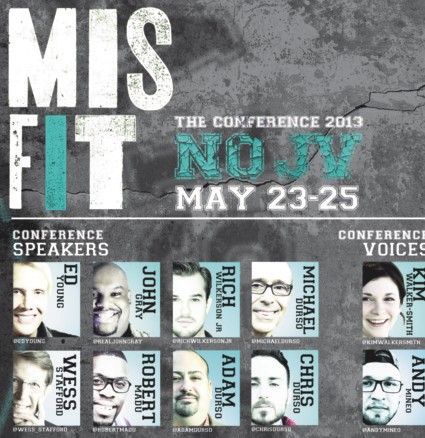 MIS
FIT
THE CONFERENCE 2013
NO JV
MAY 23-25
CONFERENCE
SPEAKERS
CONFERENCE
VOICES
ED
YOUNG
@EDYOUNG
JOHN
GRAY
@REALJOHNGRAY
RICH
WILKERSON JR
@RICHWILKERSONJR
MICHAEL
DURSO
@MICHAELDURSO
KIM
WALKER-SMITH
@KIMWALKERSMITH
WESS
STAFFORD
@WESS_STAFFORD
ROBERT
MADU
@ROBERTMADU
ADAM
DURSO
@ADAMDURSO
CHRIS
DURSO
@CHRISDURSO
ANDY
MINEO
@ANDYMINEO